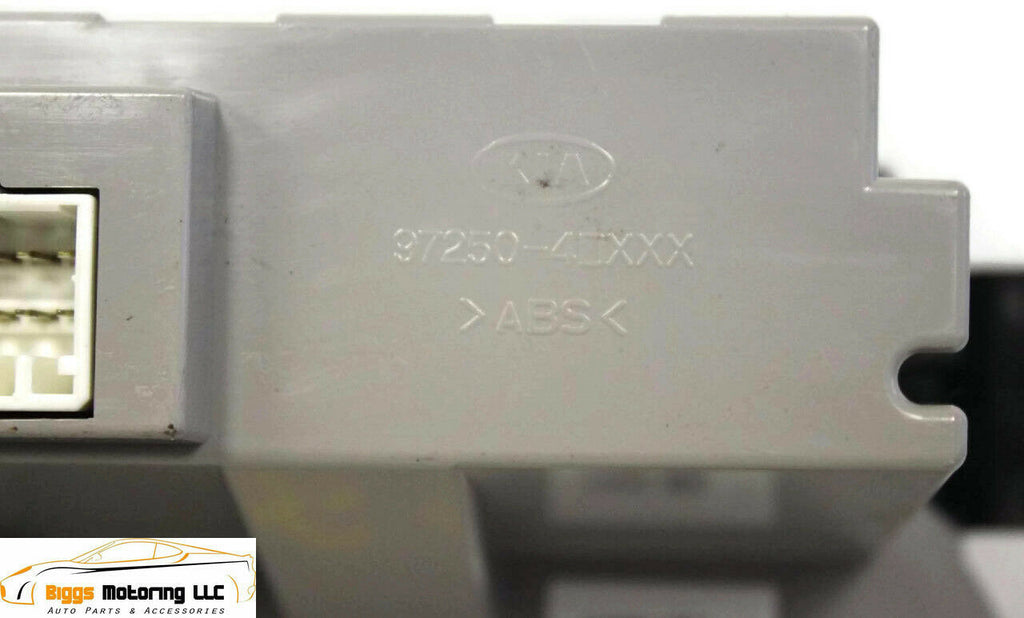 KIA
97250-4DXXX
>ABS<
Biggs Motoring LLC
Auto Parts & Accessories